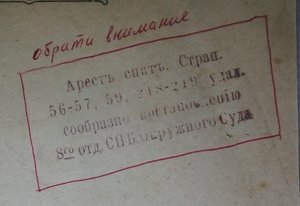 обрати внимание
Арестъ снятъ. Стран.
56-57, 59, 218-219 удал.
сообразно постановленію
8го отд. СПБ. Окружного Суда